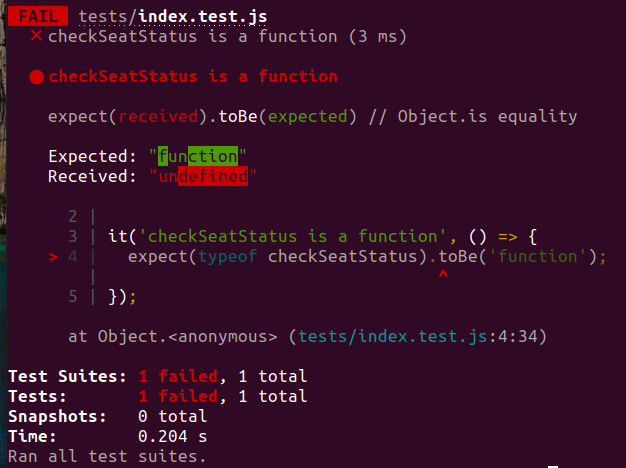 FAIL tests/index.test.js
✕ checkSeatStatus is a function (3 ms)
● checkSeatStatus is a function
expect(received).toBe(expected) // Object.is equality
Expected: "function"
Received: "undefined"
2 |
3 | it('checkSeatStatus is a function', () => {
> 4 | expect(typeof checkSeatStatus).toBe('function');
| ^
5 | });
at Object.<anonymous> (tests/index.test.js:4:34)
Test Suites: 1 failed, 1 total
Tests: 1 failed, 1 total
Snapshots: 0 total
Time: 0.204 s
Ran all test suites.